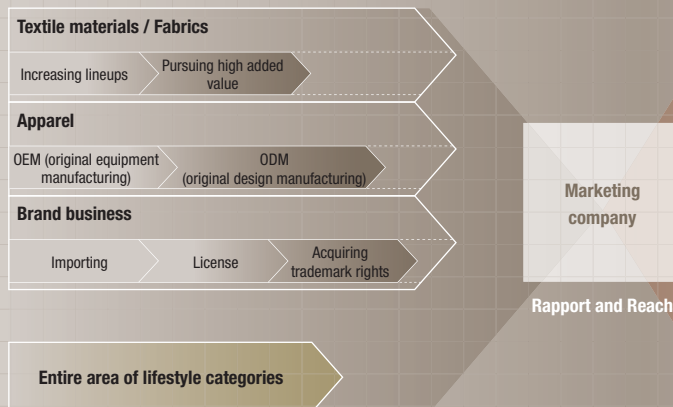 Textile materials / Fabrics
Increasing lineups
Pursuing high added
value
Apparel
OEM (original equipment
manufacturing)
ODM
(original design manufacturing)
Brand business
Importing
License
Acquiring
trademark rights
Marketing
company
Rapport and Reach
Entire area of lifestyle categories